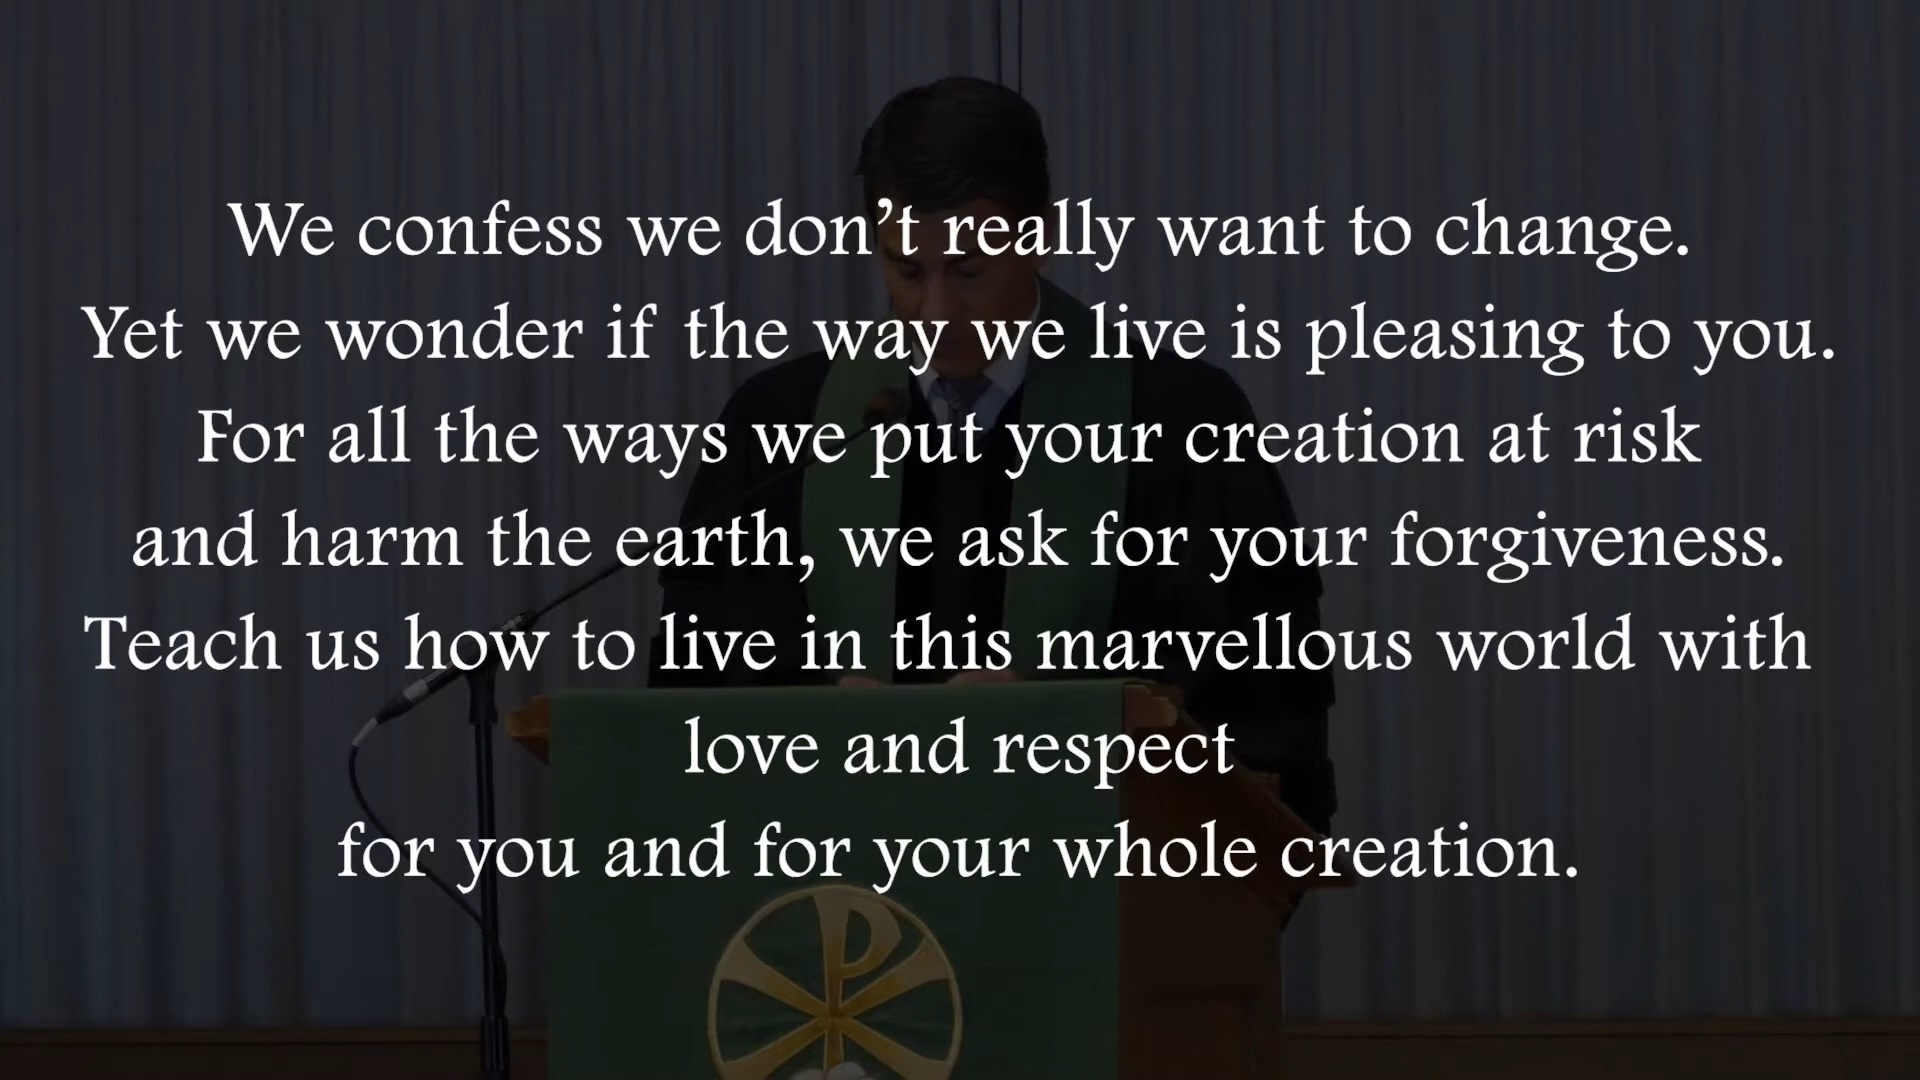 We confess we don’t really want to change.
Yet we wonder if the way we live is pleasing to you.
For all the ways we put your creation at risk
and harm the earth, we ask for your forgiveness.
Teach us how to live in this marvellous world with
love and respect
for you and for your whole creation.